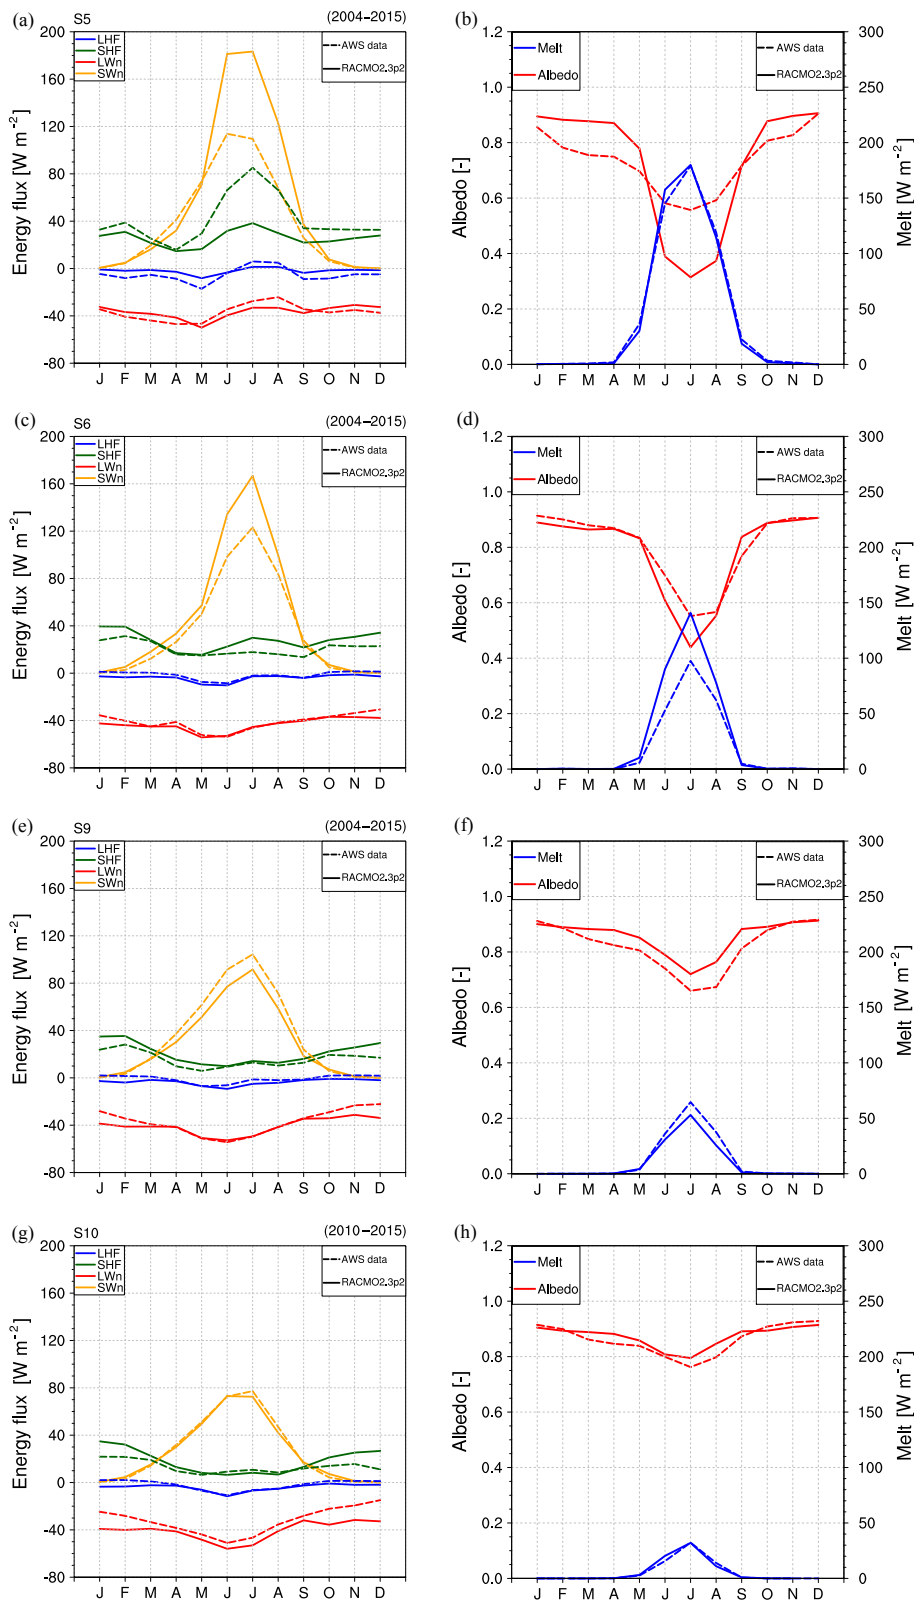 (a) S5 (2004–2015)
LHF
SHF
LWn
SWn
AWS data
RACMO2.3p2
Energy flux [W m-2]
200
160
120
80
40
0
-40
-80
J F M A M J J A S O N D
(b)
Melt
Albedo
AWS data
RACMO2.3p2
Albedo [-]
1.2
1.0
0.8
0.6
0.4
0.2
0.0
Melt [W m-2]
300
250
200
150
100
50
0
J F M A M J J A S O N D
(c) S6 (2004–2015)
LHF
SHF
LWn
SWn
AWS data
RACMO2.3p2
Energy flux [W m-2]
200
160
120
80
40
0
-40
-80
J F M A M J J A S O N D
(d)
Melt
Albedo
AWS data
RACMO2.3p2
Albedo [-]
1.2
1.0
0.8
0.6
0.4
0.2
0.0
Melt [W m-2]
300
250
200
150
100
50
0
J F M A M J J A S O N D
(e) S9 (2004–2015)
LHF
SHF
LWn
SWn
AWS data
RACMO2.3p2
Energy flux [W m-2]
200
160
120
80
40
0
-40
-80
J F M A M J J A S O N D
(f)
Melt
Albedo
AWS data
RACMO2.3p2
Albedo [-]
1.2
1.0
0.8
0.6
0.4
0.2
0.0
Melt [W m-2]
300
250
200
150
100
50
0
J F M A M J J A S O N D
(g) S10 (2010–2015)
LHF
SHF
LWn
SWn
AWS data
RACMO2.3p2
Energy flux [W m-2]
200
160
120
80
40
0
-40
-80
J F M A M J J A S O N D
(h)
Melt
Albedo
AWS data
RACMO2.3p2
Albedo [-]
1.2
1.0
0.8
0.6
0.4
0.2
0.0
Melt [W m-2]
300
250
200
150
100
50
0
J F M A M J J A S O N D